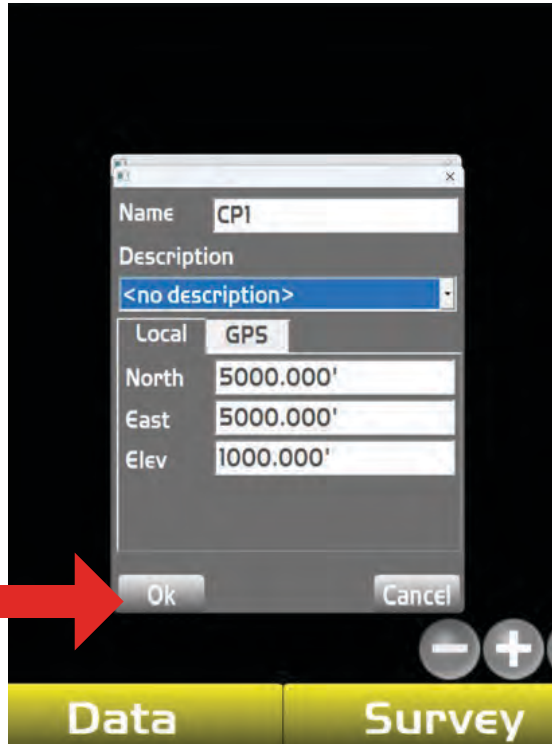 Name CP1
Description
<no description>
Local GPS
North 5000.000'
East 5000.000'
Elev 1000.000'
Ok Cancel
Data Survey